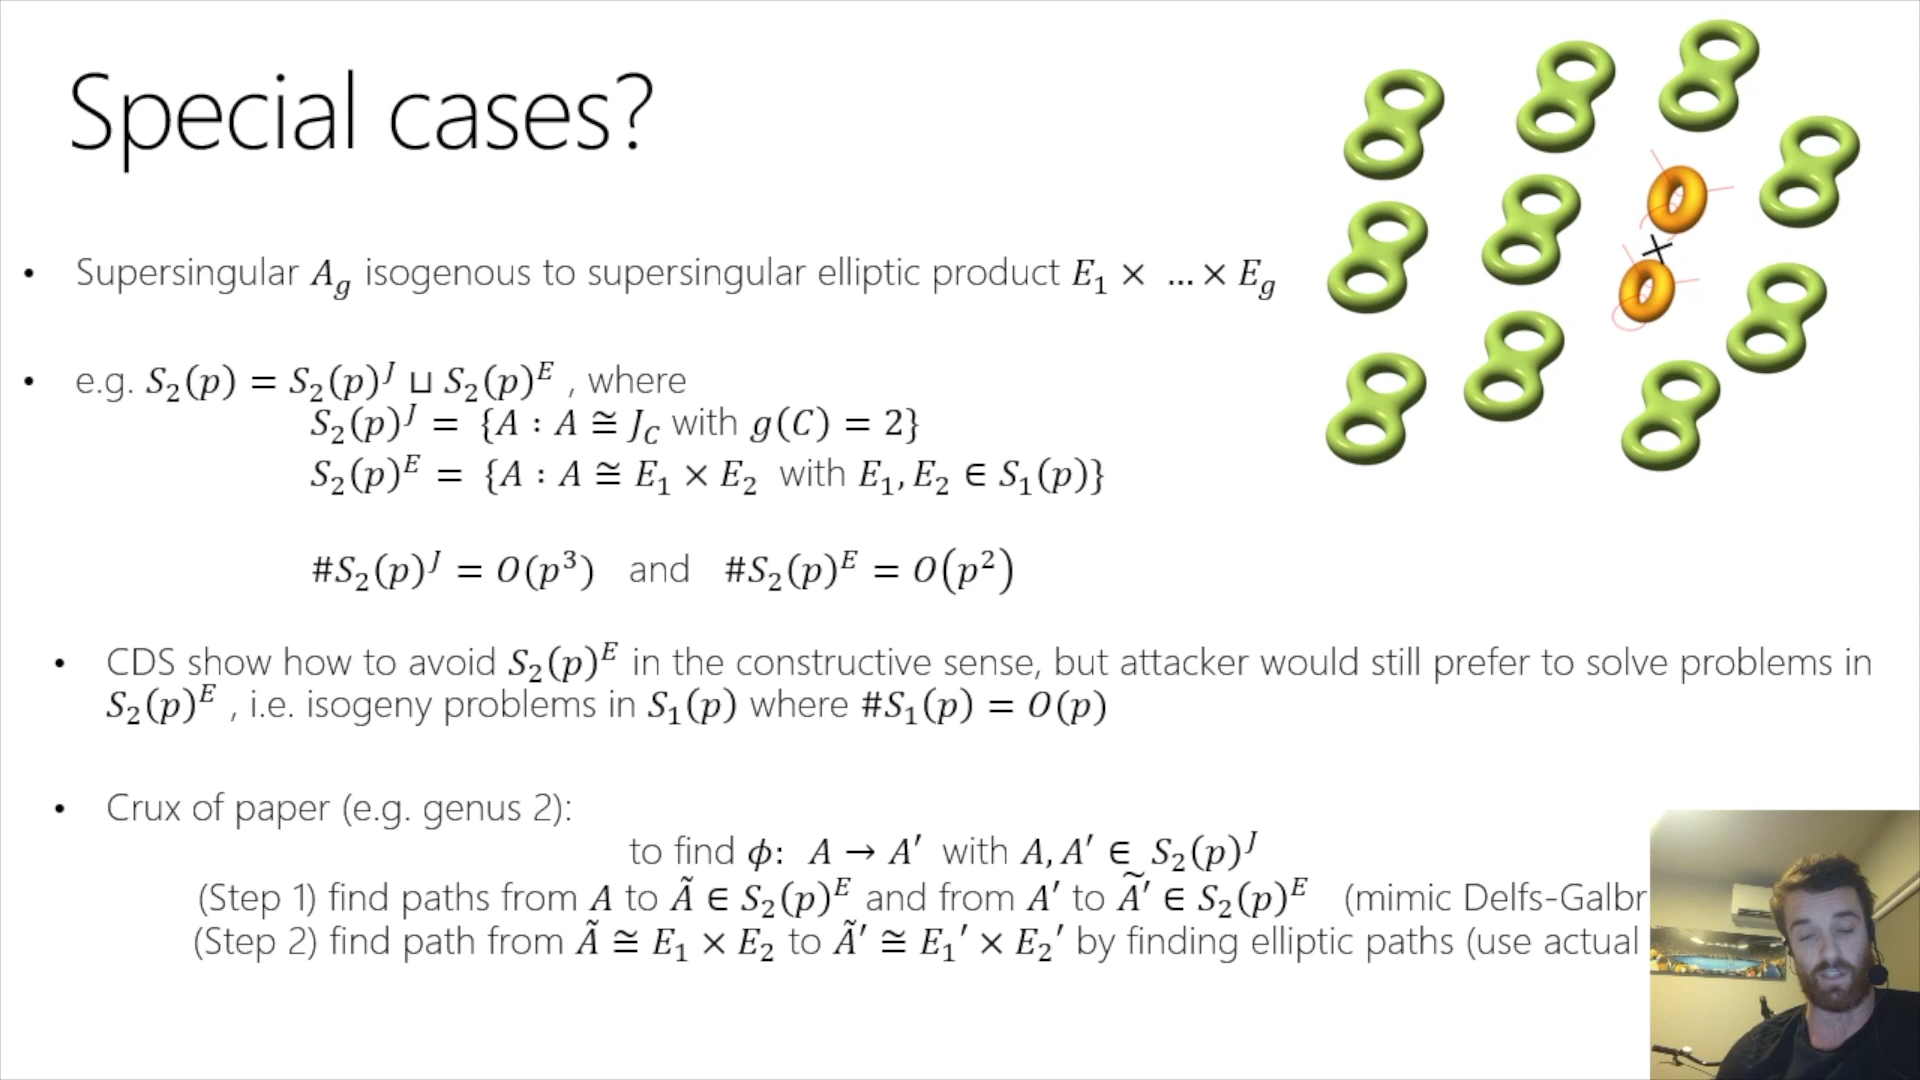 Special cases?
• Supersingular A_g isogenous to supersingular elliptic product E_1 × … × E_g
• e.g. S_2(p) = S_2(p)^J ⊔ S_2(p)^E , where
S_2(p)^J = {A : A ≅ J_C with g(C) = 2}
S_2(p)^E = {A : A ≅ E_1 × E_2 with E_1, E_2 ∈ S_1(p)}
#S_2(p)^J = O(p^3) and #S_2(p)^E = O(p^2)
• CDS show how to avoid S_2(p)^E in the constructive sense, but attacker would still prefer to solve problems in
S_2(p)^E , i.e. isogeny problems in S_1(p) where #S_1(p) = O(p)
• Crux of paper (e.g. genus 2):
to find ϕ: A → A′ with A, A′ ∈ S_2(p)^J
(Step 1) find paths from A to Ã ∈ S_2(p)^E and from A′ to Ã′ ∈ S_2(p)^E (mimic Delfs-Galbr
(Step 2) find path from Ã ≅ E_1 × E_2 to Ã′ ≅ E_1′ × E_2′ by finding elliptic paths (use actual
×